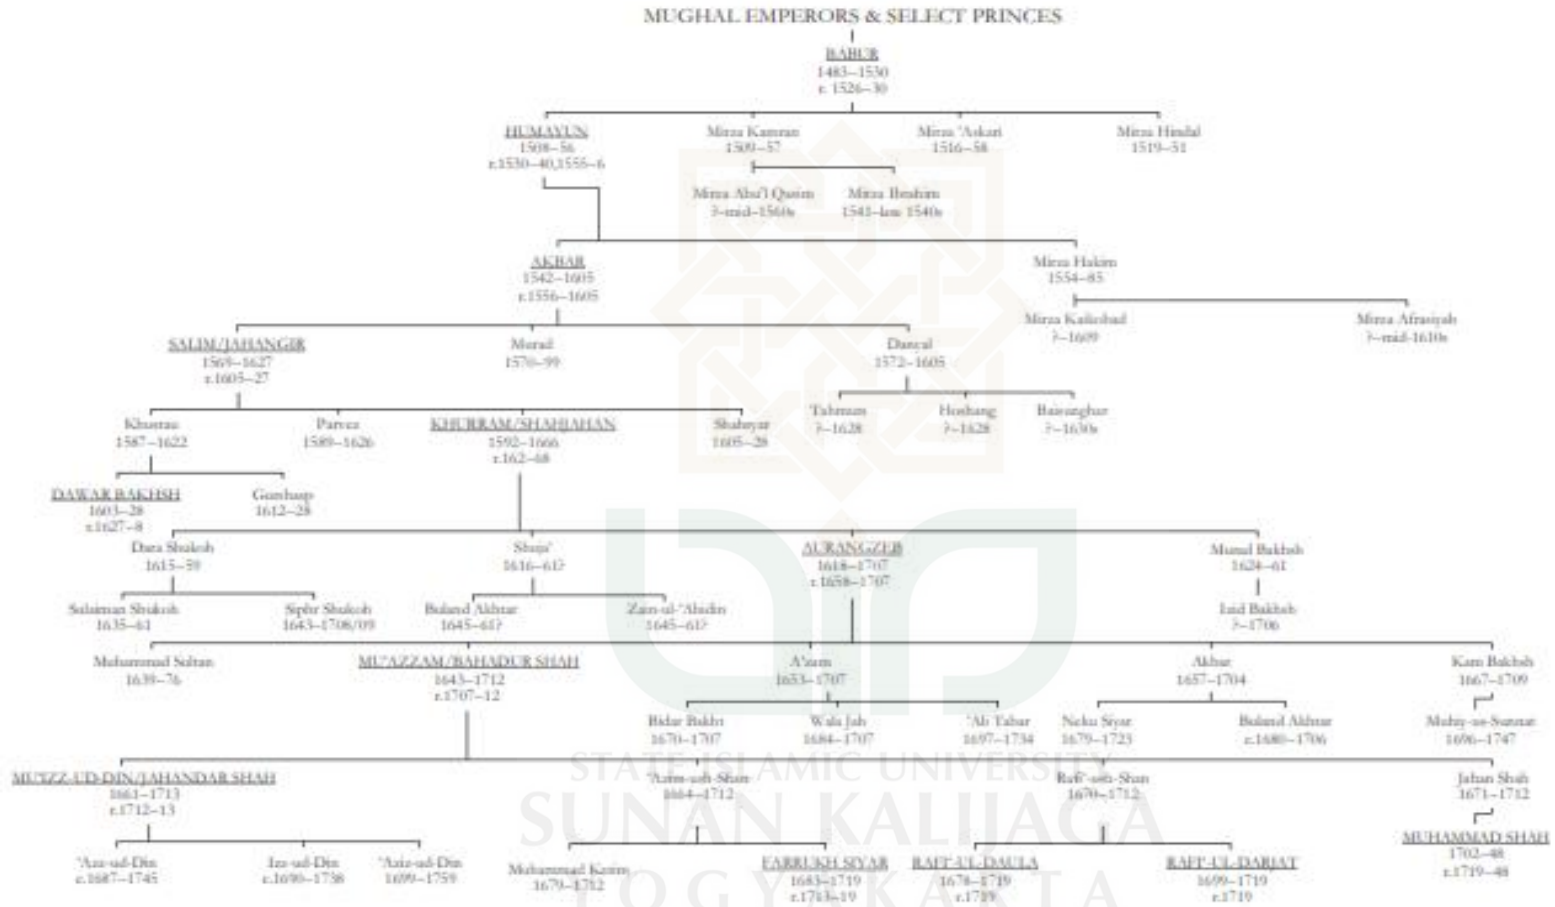 MUGHAL EMPERORS & SELECT PRINCES
BABUR
1483–1530
r. 1526–30
HUMAYUN
1508–56
r.1530–40,1555–6
Mirza Kamran
1509–57
Mirza 'Askari
1516–58
Mirza Hindal
1519–51
Mirza Abu'l Qasim
?–mid-1560s
Mirza Ibrahim
1541–late 1540s
AKBAR
1542–1605
r.1556–1605
Mirza Hakim
1554–85
Mirza Kaikobad
?–1609
Mirza Afrasiyab
?–mid-1610s
SALIM/JAHANGIR
1569–1627
r.1605–27
Murad
1570–99
Danyal
1572–1605
Khusrau
1587–1622
Parvez
1589–1626
KHURRAM/SHAHJAHAN
1592–1666
Shahryar
1605–28
?–1628
Hoshang
?–1628
Baisanghar
?–1630s
DAWAR BAKHSH
1603–28
r.1627–8
Gurshasp
1612–28
Dara Shukoh
1615–59
Shuja'
1616–61?
AURANGZEB
1618–1707
r.1658–1707
Murad Bakhsh
1624–61
Sulaiman Shukoh
1635–61
Siphr Shukoh
1643–1708/09
Buland Akhtar
1645–61?
Zain-ul-'Abidin
1645–61?
Izid Bakhsh
?–1706
Muhammad Sultan
1639–76
MU'AZZAM/BAHADUR SHAH
1643–1712
r.1707–12
A'zam
1653–1707
Akbar
1657–1704
Kam Bakhsh
1667–1709
Bidar Bakht
1670–1707
Wala Jah
1684–1707
'Ali Tabar
1697–1734
Neku Siyar
1679–1723
Buland Akhtar
c.1680–1706
Muhiy-us-Sunnat
1696–1747
MU'IZZ-UD-DIN/JAHANDAR SHAH
1661–1713
r.1712–13
'Azim-ush-Shan
1664–1712
Rafi'-ush-Shan
1670–1712
Jahan Shah
1671–1712
'Azz-ud-Din
c.1687–1745
Izz-ud-Din
c.1690–1738
'Aziz-ud-Din
1699–1759
Muhammad Karim
1679–1712
FARRUKH SIYAR
1683–1719
r.1713–19
RAFI'-UL-DAULA
1678–1719
r.1719
RAFI'-UL-DARJAT
1699–1719
r.1719
MUHAMMAD SHAH
1702–48
r.1719–48
STATE ISLAMIC UNIVERSITY
SUNAN KALIJAGA
YOGYAKARTA